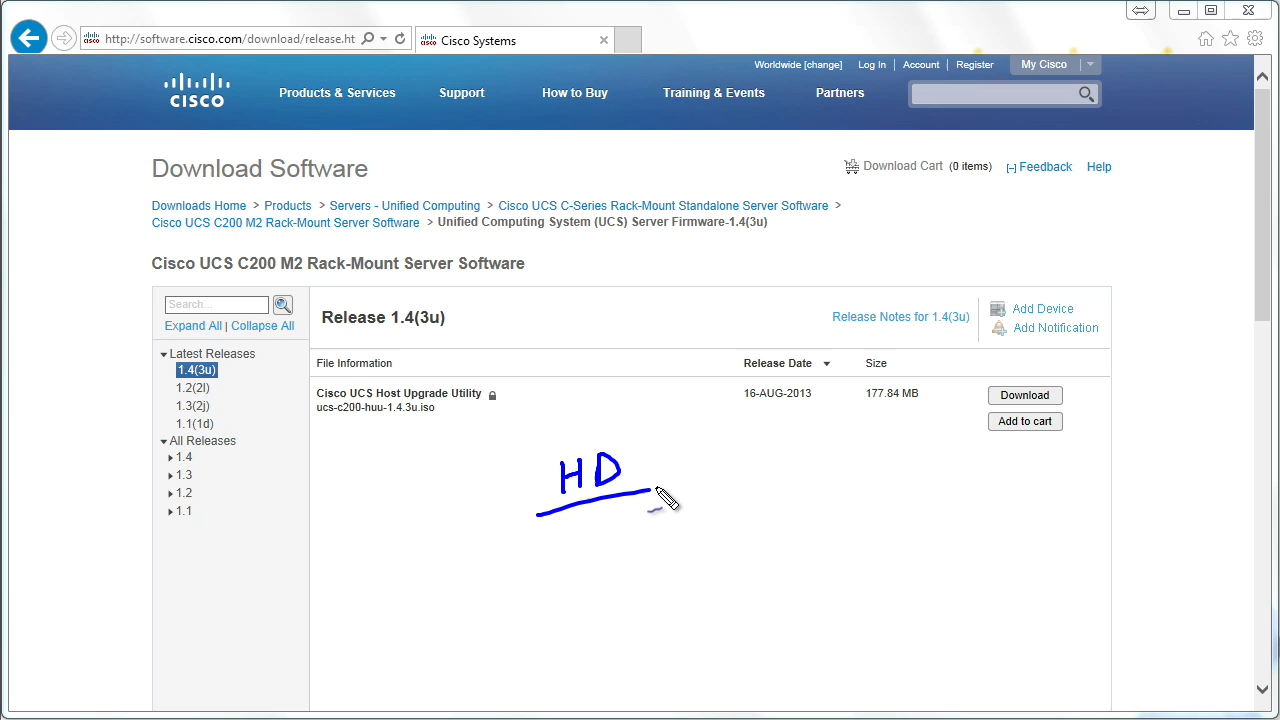 http://software.cisco.com/download/release.ht
Cisco Systems
Worldwide [change] Log In | Account | Register My Cisco
CISCO
Products & Services Support How to Buy Training & Events Partners
Download Software
Download Cart (0 items) [-] Feedback Help
Downloads Home > Products > Servers - Unified Computing > Cisco UCS C-Series Rack-Mount Standalone Server Software >
Cisco UCS C200 M2 Rack-Mount Server Software > Unified Computing System (UCS) Server Firmware-1.4(3u)
Cisco UCS C200 M2 Rack-Mount Server Software
Search...
Expand All | Collapse All
Latest Releases
1.4(3u)
1.2(2l)
1.3(2j)
1.1(1d)
All Releases
1.4
1.3
1.2
1.1
Release 1.4(3u)
Release Notes for 1.4(3u)
Add Device
Add Notification
File Information Release Date Size
Cisco UCS Host Upgrade Utility 16-AUG-2013 177.84 MB Download
ucs-c200-huu-1.4.3u.iso
Add to cart
HD